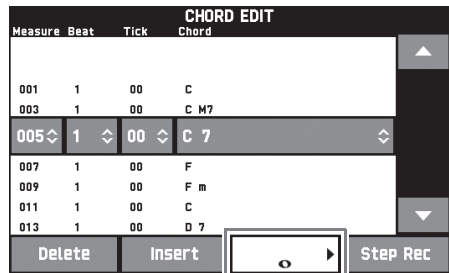 CHORD EDIT
Measure Beat Tick Chord
001 1 00 C
003 1 00 C M7
005 1 00 C 7
007 1 00 F
009 1 00 F m
011 1 00 C
013 1 00 D 7
Delete Insert Step Rec